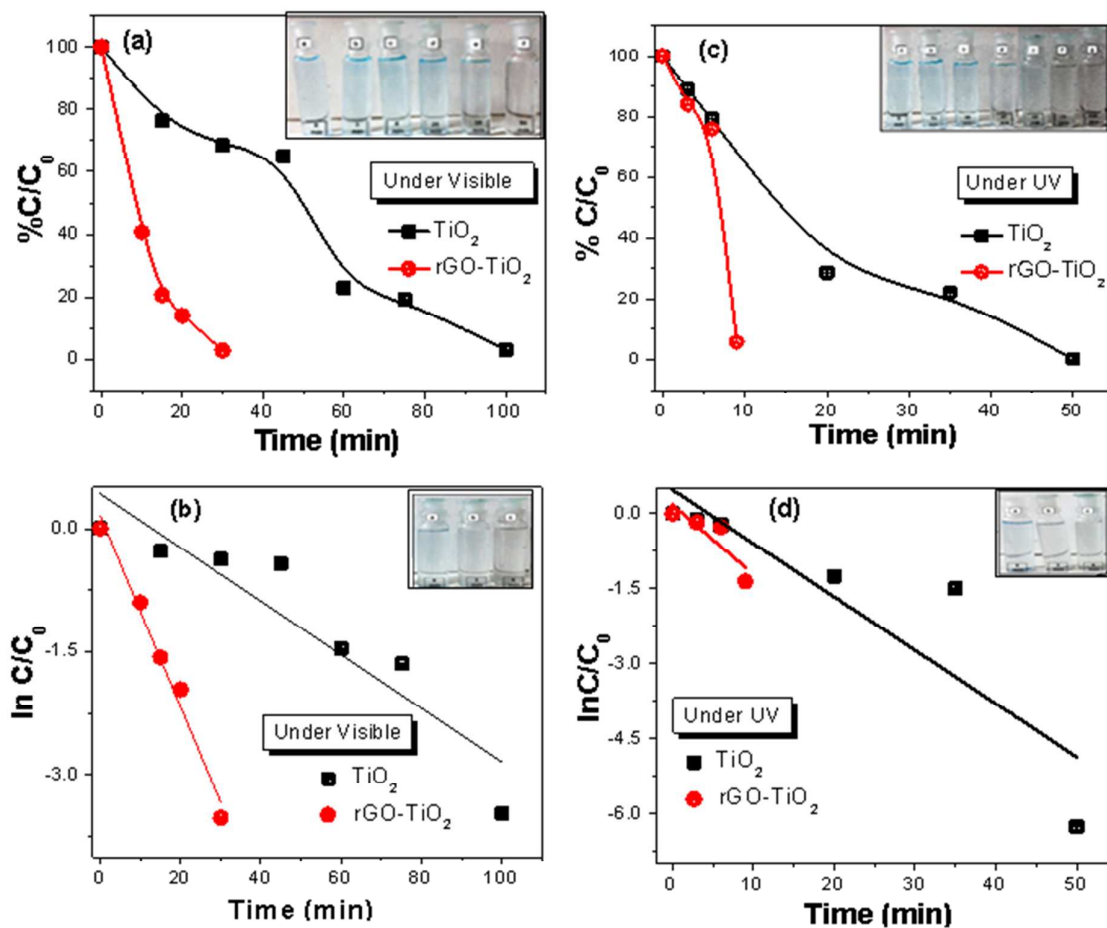 (a)
100
80
60
40
20
0
%C/C₀
Under Visible
TiO₂
rGO-TiO₂
0 20 40 60 80 100
Time (min)
(c)
100
80
60
40
20
0
% C/C₀
Under UV
TiO₂
rGO-TiO₂
0 10 20 30 40 50
Time (min)
(b)
0.0
-1.5
-3.0
ln C/C₀
Under Visible
TiO₂
rGO-TiO₂
0 20 40 60 80 100
Time (min)
(d)
0.0
-1.5
-3.0
-4.5
-6.0
lnC/C₀
Under UV
TiO₂
rGO-TiO₂
0 10 20 30 40 50
Time (min)